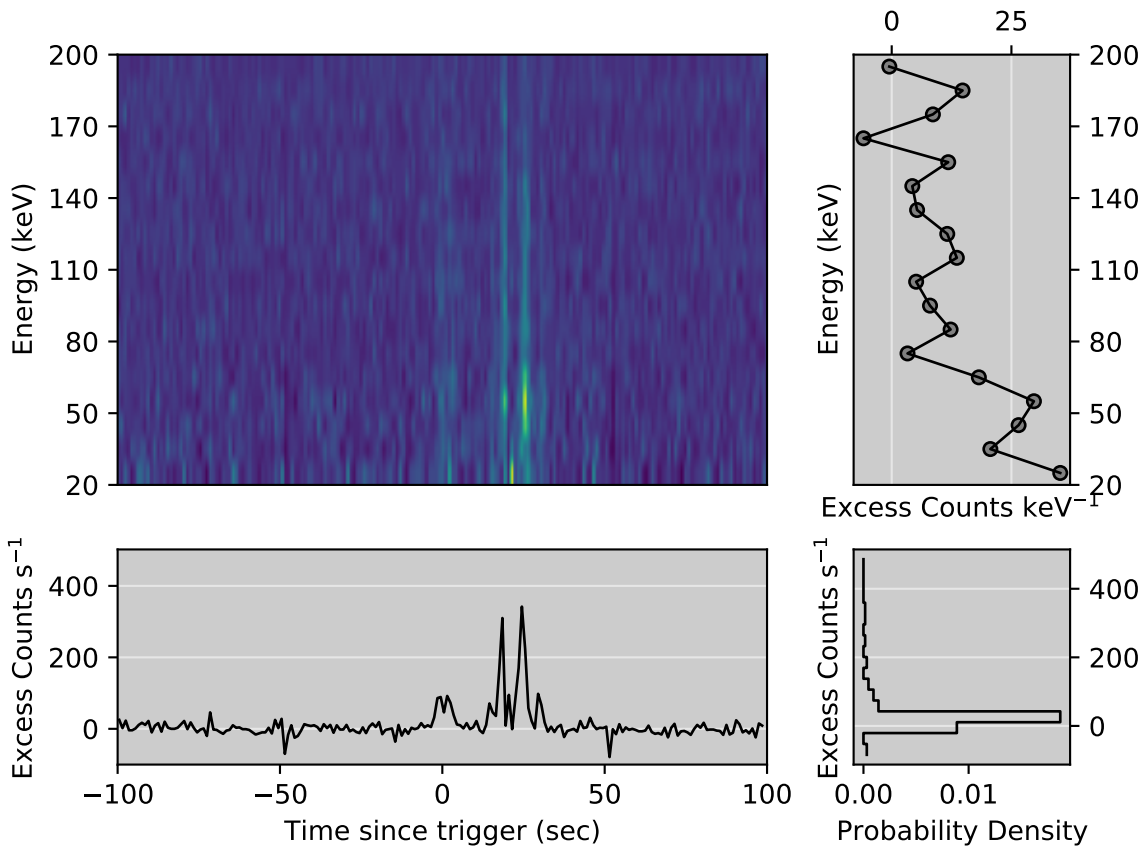 0 25
200
170
140
110
80
50
20
Energy (keV)
200
170
140
110
80
50
20
Energy (keV)
Excess Counts keV⁻¹
400
200
0
Excess Counts s⁻¹
−100 −50 0 50 100
Time since trigger (sec)
400
200
0
Excess Counts s⁻¹
0.00 0.01
Probability Density